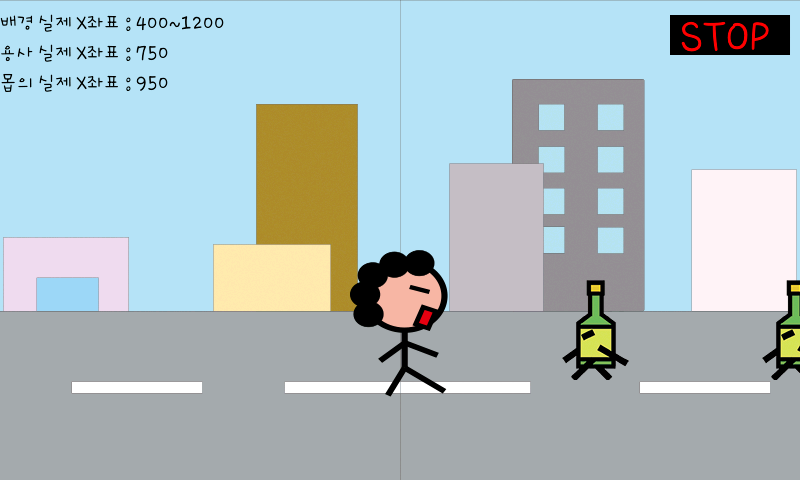 배경 실제 X좌표 : 400~1200
용사 실제 X좌표 : 750
몹의 실제 X좌표 : 950
STOP